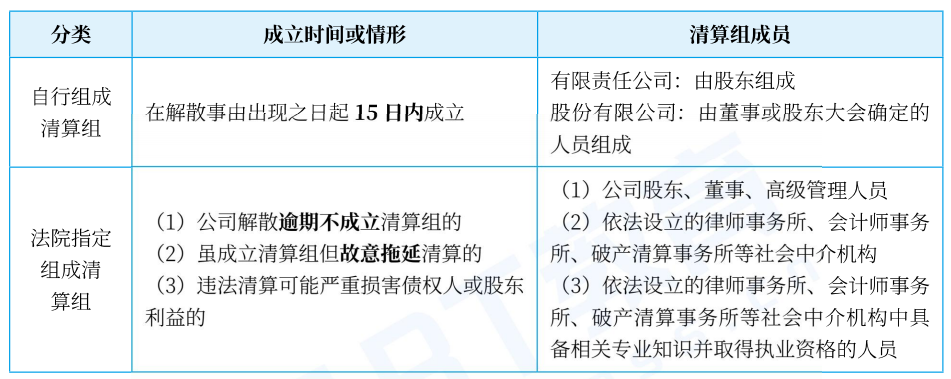 分类
成立时间或情形
清算组成员
自行组成
清算组
在解散事由出现之日起 15 日内成立
有限责任公司：由股东组成
股份有限公司：由董事或股东大会确定的
人员组成
法院指定
组成清
算组
（1）公司解散逾期不成立清算组的
（2）虽成立清算组但故意拖延清算的
（3）违法清算可能严重损害债权人或股东
利益的
（1）公司股东、董事、高级管理人员
（2）依法设立的律师事务所、会计师事务
所、破产清算事务所等社会中介机构
（3）依法设立的律师事务所、会计师事务
所、破产清算事务所等社会中介机构中具
备相关专业知识并取得执业资格的人员